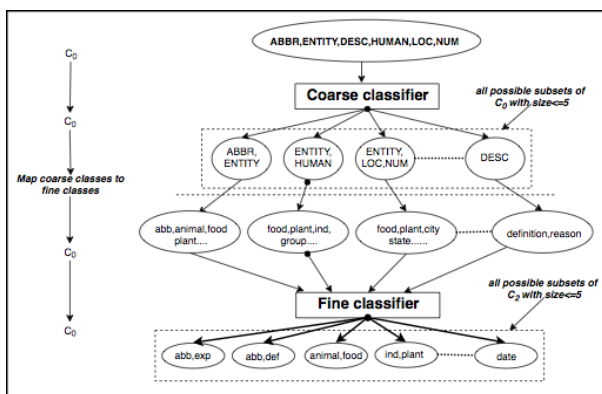 ABBR,ENTITY,DESC,HUMAN,LOC,NUM
C0
Coarse classifier
all possible subsets of
C0 with size<=5
C0
ABBR,
ENTITY
ENTITY,
HUMAN
ENTITY,
LOC,NUM
DESC
Map coarse classes to
fine classes
abb,animal,food
plant....
food,plant,ind,
group....
food,plant,city
state......
definition,reason
C0
all possible subsets of
C2 with size<=5
Fine classifier
C0
abb,exp
abb,def
animal,food
ind,plant
date